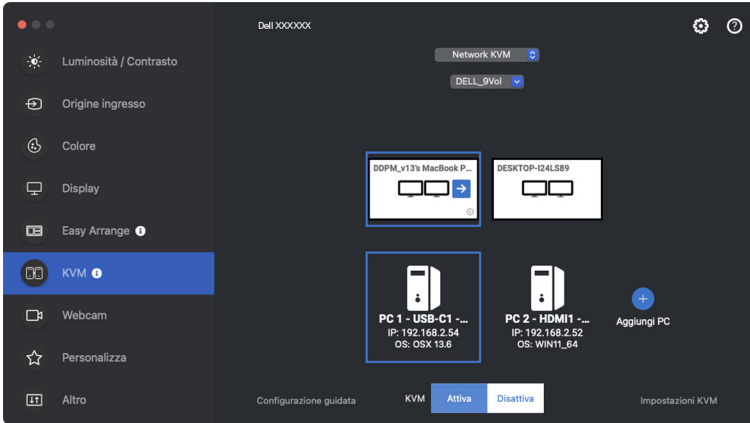 Dell XXXXXX
Luminosità / Contrasto
Origine ingresso
Colore
Display
Easy Arrange
KVM
Webcam
Personalizza
Altro
Network KVM
DELL_9Vol
DDPM_v13's MacBook P...
DESKTOP-I24LS89
PC 1 - USB-C1 -...
IP: 192.168.2.54
OS: OSX 13.6
PC 2 - HDMI1 -...
IP: 192.168.2.52
OS: WIN11_64
Aggiungi PC
Configurazione guidata
KVM
Attiva
Disattiva
Impostazioni KVM